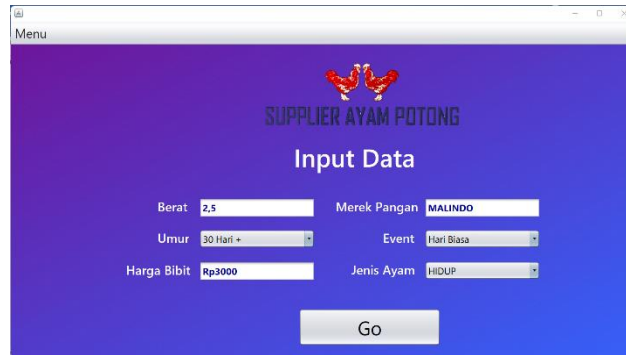 Menu
SUPPLIER AYAM POTONG
Input Data
Berat 2,5 Merek Pangan MALINDO
Umur 30 Hari + Event Hari Biasa
Harga Bibit Rp3000 Jenis Ayam HIDUP
Go